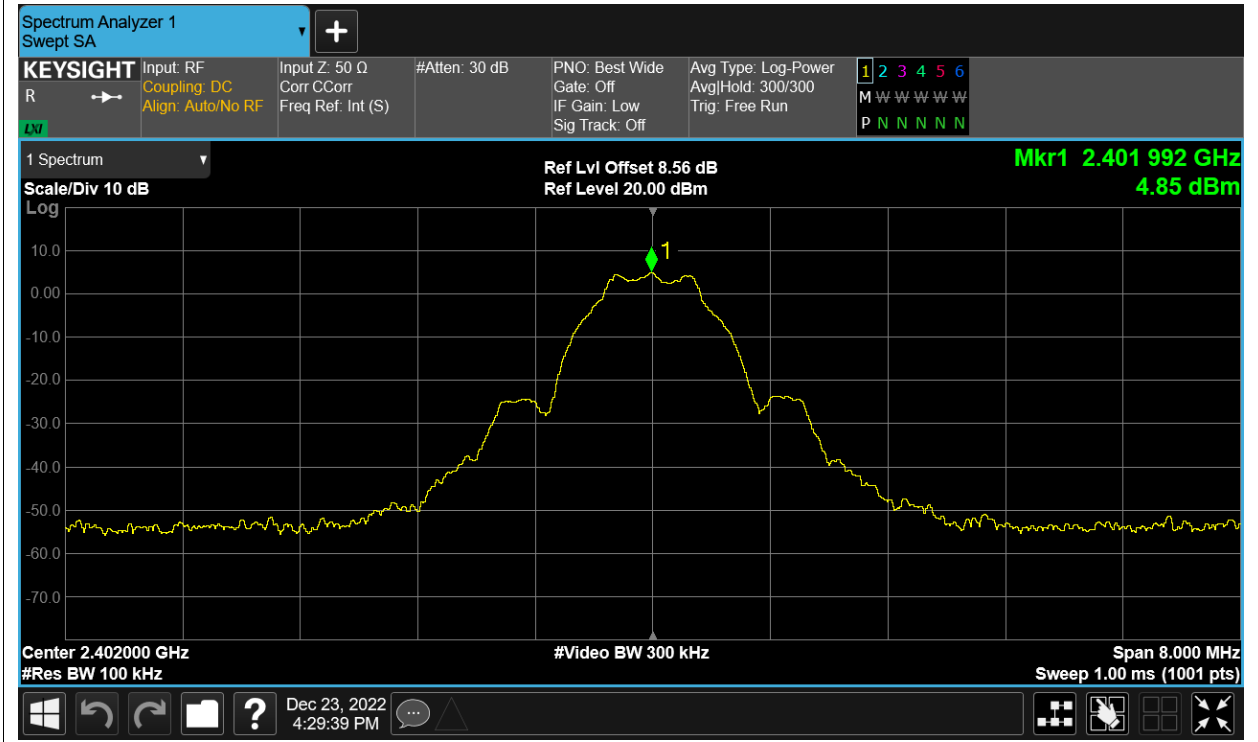 Spectrum Analyzer 1
Swept SA
KEYSIGHT
R
LXI
Input: RF
Coupling: DC
Align: Auto/No RF
Input Z: 50 Ω
Corr CCorr
Freq Ref: Int (S)
#Atten: 30 dB
PNO: Best Wide
Gate: Off
IF Gain: Low
Sig Track: Off
Avg Type: Log-Power
Avg|Hold: 300/300
Trig: Free Run
1 2 3 4 5 6
M W W W W W W
P N N N N N N
1 Spectrum
Scale/Div 10 dB
Log
Ref Lvl Offset 8.56 dB
Ref Level 20.00 dBm
Mkr1 2.401 992 GHz
4.85 dBm
1
10.0
0.00
-10.0
-20.0
-30.0
-40.0
-50.0
-60.0
-70.0
Center 2.402000 GHz
#Res BW 100 kHz
#Video BW 300 kHz
Span 8.000 MHz
Sweep 1.00 ms (1001 pts)
?
Dec 23, 2022
4:29:39 PM